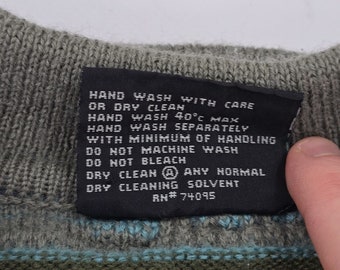 HAND WASH WITH CARE
OR DRY CLEAN
HAND WASH 40°C MAX
HAND WASH SEPARATELY
WITH MINIMUM OF HANDLING
DO NOT MACHINE WASH
DO NOT BLEACH
DRY CLEAN Ⓐ ANY NORMAL
DRY CLEANING SOLVENT
RN# 74095